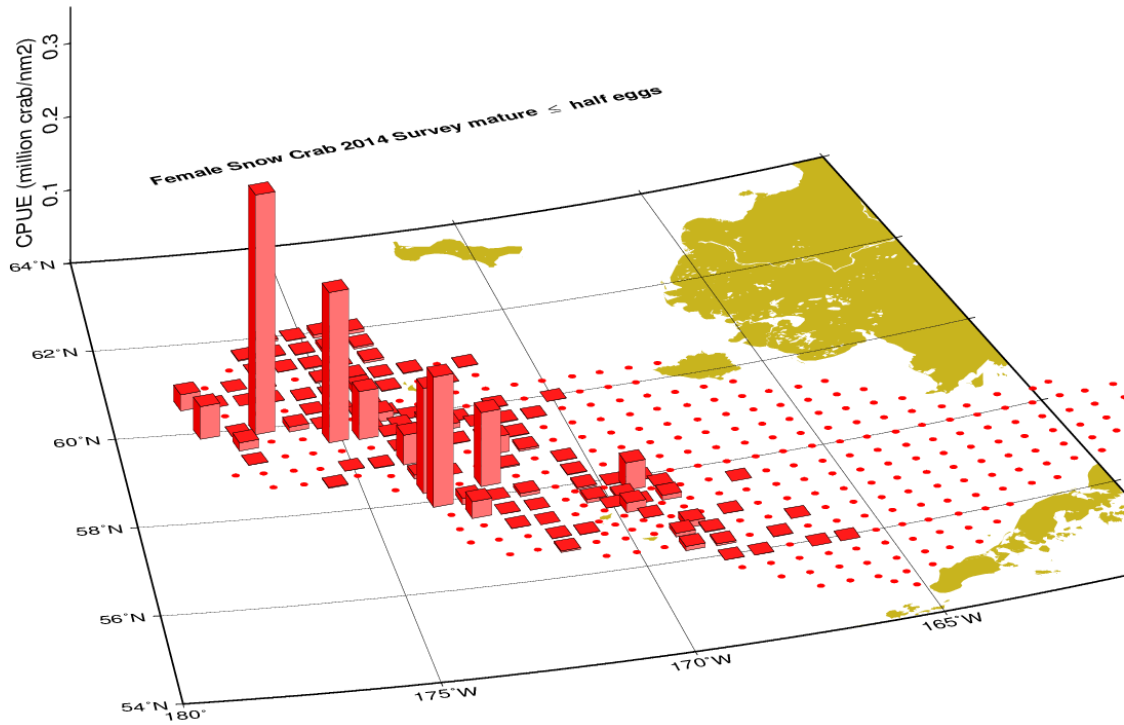 CPUE (million crab/nm2)
0.3
0.2
0.1
Female Snow Crab 2014 Survey mature ≤ half eggs
64°N
62°N
60°N
58°N
56°N
54°N
180°
175°W
170°W
165°W